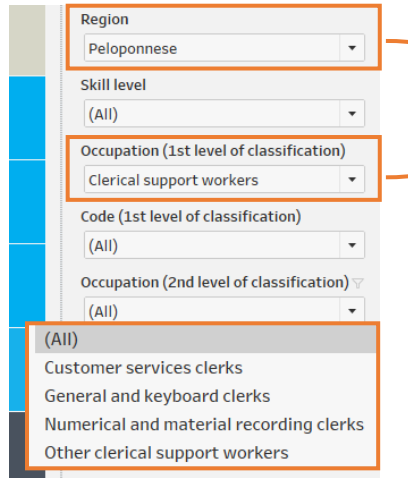 Region
Peloponnese
Skill level
(All)
Occupation (1st level of classification)
Clerical support workers
Code (1st level of classification)
(All)
Occupation (2nd level of classification)
(All)
(All)
Customer services clerks
General and keyboard clerks
Numerical and material recording clerks
Other clerical support workers